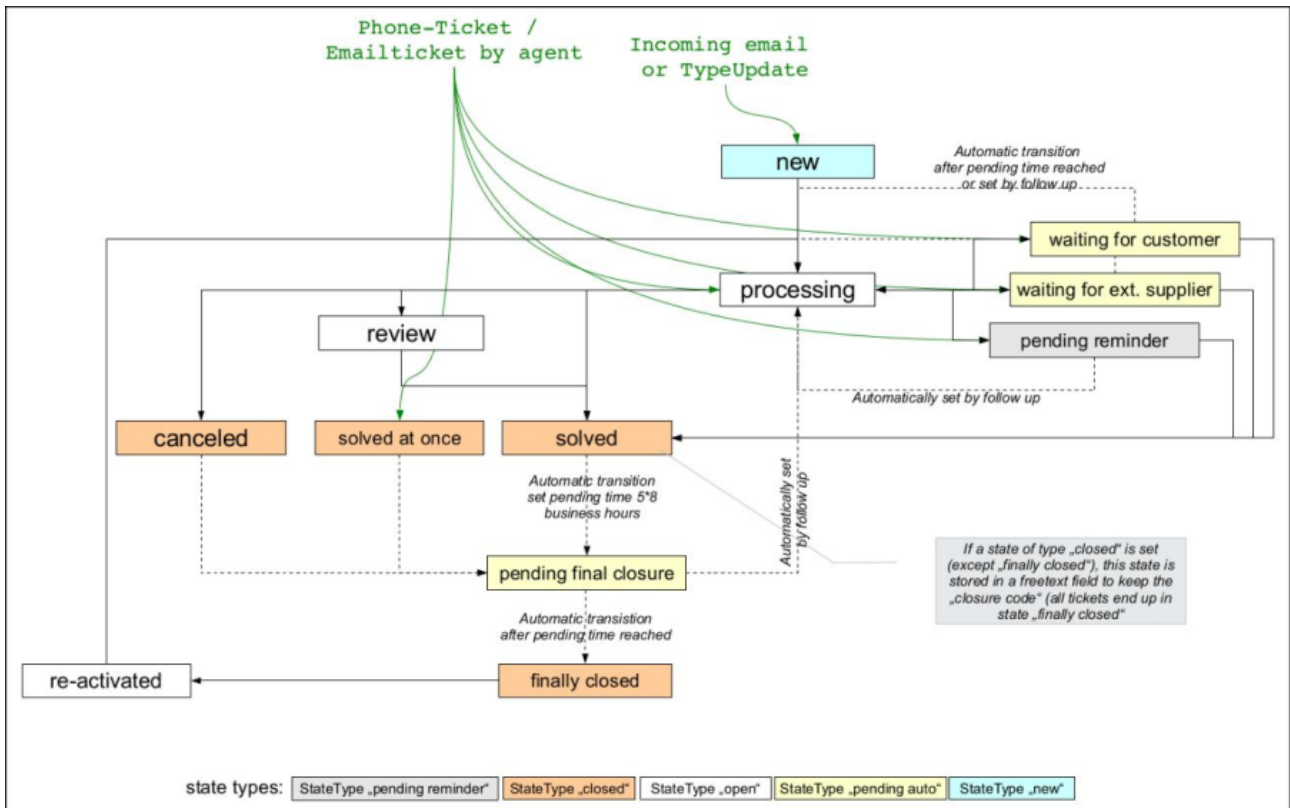 Phone-Ticket /
Emailticket by agent
Incoming email
or TypeUpdate
new
Automatic transition
after pending time reached
or set by follow up
waiting for customer
processing
waiting for ext. supplier
review
pending reminder
Automatically set by follow up
canceled
solved at once
solved
Automatic transition
set pending time 5*8
business hours
Automatically set
by follow up
If a state of type „closed“ is set
(except „finally closed“), this state is
stored in a freetext field to keep the
„closure code“ (all tickets end up in
state „finally closed“
pending final closure
Automatic transistion
after pending time reached
re-activated
finally closed
state types:
StateType „pending reminder“
StateType „closed“
StateType „open“
StateType „pending auto“
StateType „new“